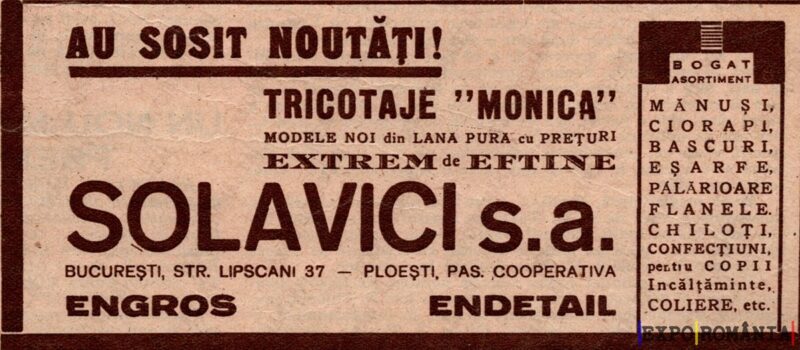 AU SOSIT NOUTĂȚI!
TRICOTAJE "MONICA"
MODELE NOI din LANA PURA cu PREȚURI
EXTREM de EFTINE
SOLAVICI s.a.
BUCUREȘTI, STR. LIPSCANI 37 — PLOEȘTI, PAS. COOPERATIVA
ENGROS ENDETAIL
BOGAT
ASORTIMENT
MĂNUȘI,
CIORAPI,
BASCURI,
EȘARFE,
PĂLĂRIOARE
FLANELE.
CHILOȚI,
CONFECȚIUNI,
pentru COPII
Incălțăminte,
COLIERE, etc.
EXPO ROMÂNIA